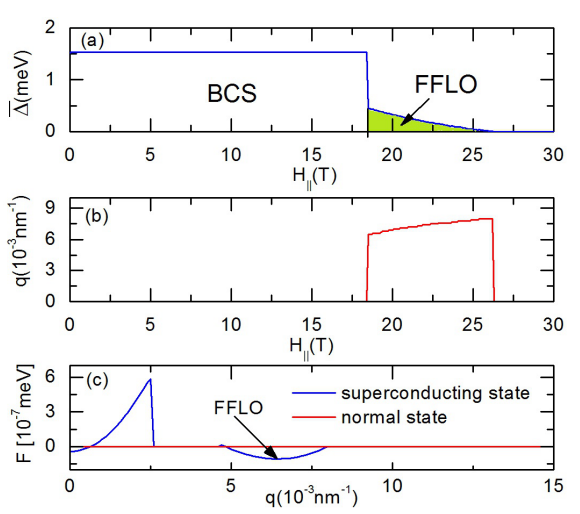 2
(a)
1
BCS
FFLO
0
Δ̅(meV)
0 5 10 15 20 25 30
H||(T)
9
(b)
6
3
0
q(10⁻³nm⁻¹)
0 5 10 15 20 25 30
H||(T)
6
(c)
superconducting state
3
FFLO
normal state
0
F [10⁻⁷meV]
0 5 10 15
q(10⁻³nm⁻¹)